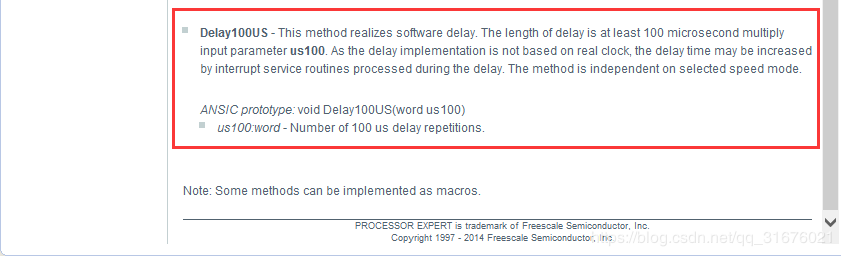 Delay100US - This method realizes software delay. The length of delay is at least 100 microsecond multiply
input parameter us100. As the delay implementation is not based on real clock, the delay time may be increased
by interrupt service routines processed during the delay. The method is independent on selected speed mode.
ANSIC prototype: void Delay100US(word us100)
us100:word - Number of 100 us delay repetitions.
Note: Some methods can be implemented as macros.
PROCESSOR EXPERT is trademark of Freescale Semiconductor, Inc.
Copyright 1997 - 2014 Freescale Semiconductor, Inc.
https://blog.csdn.net/qq_31676021